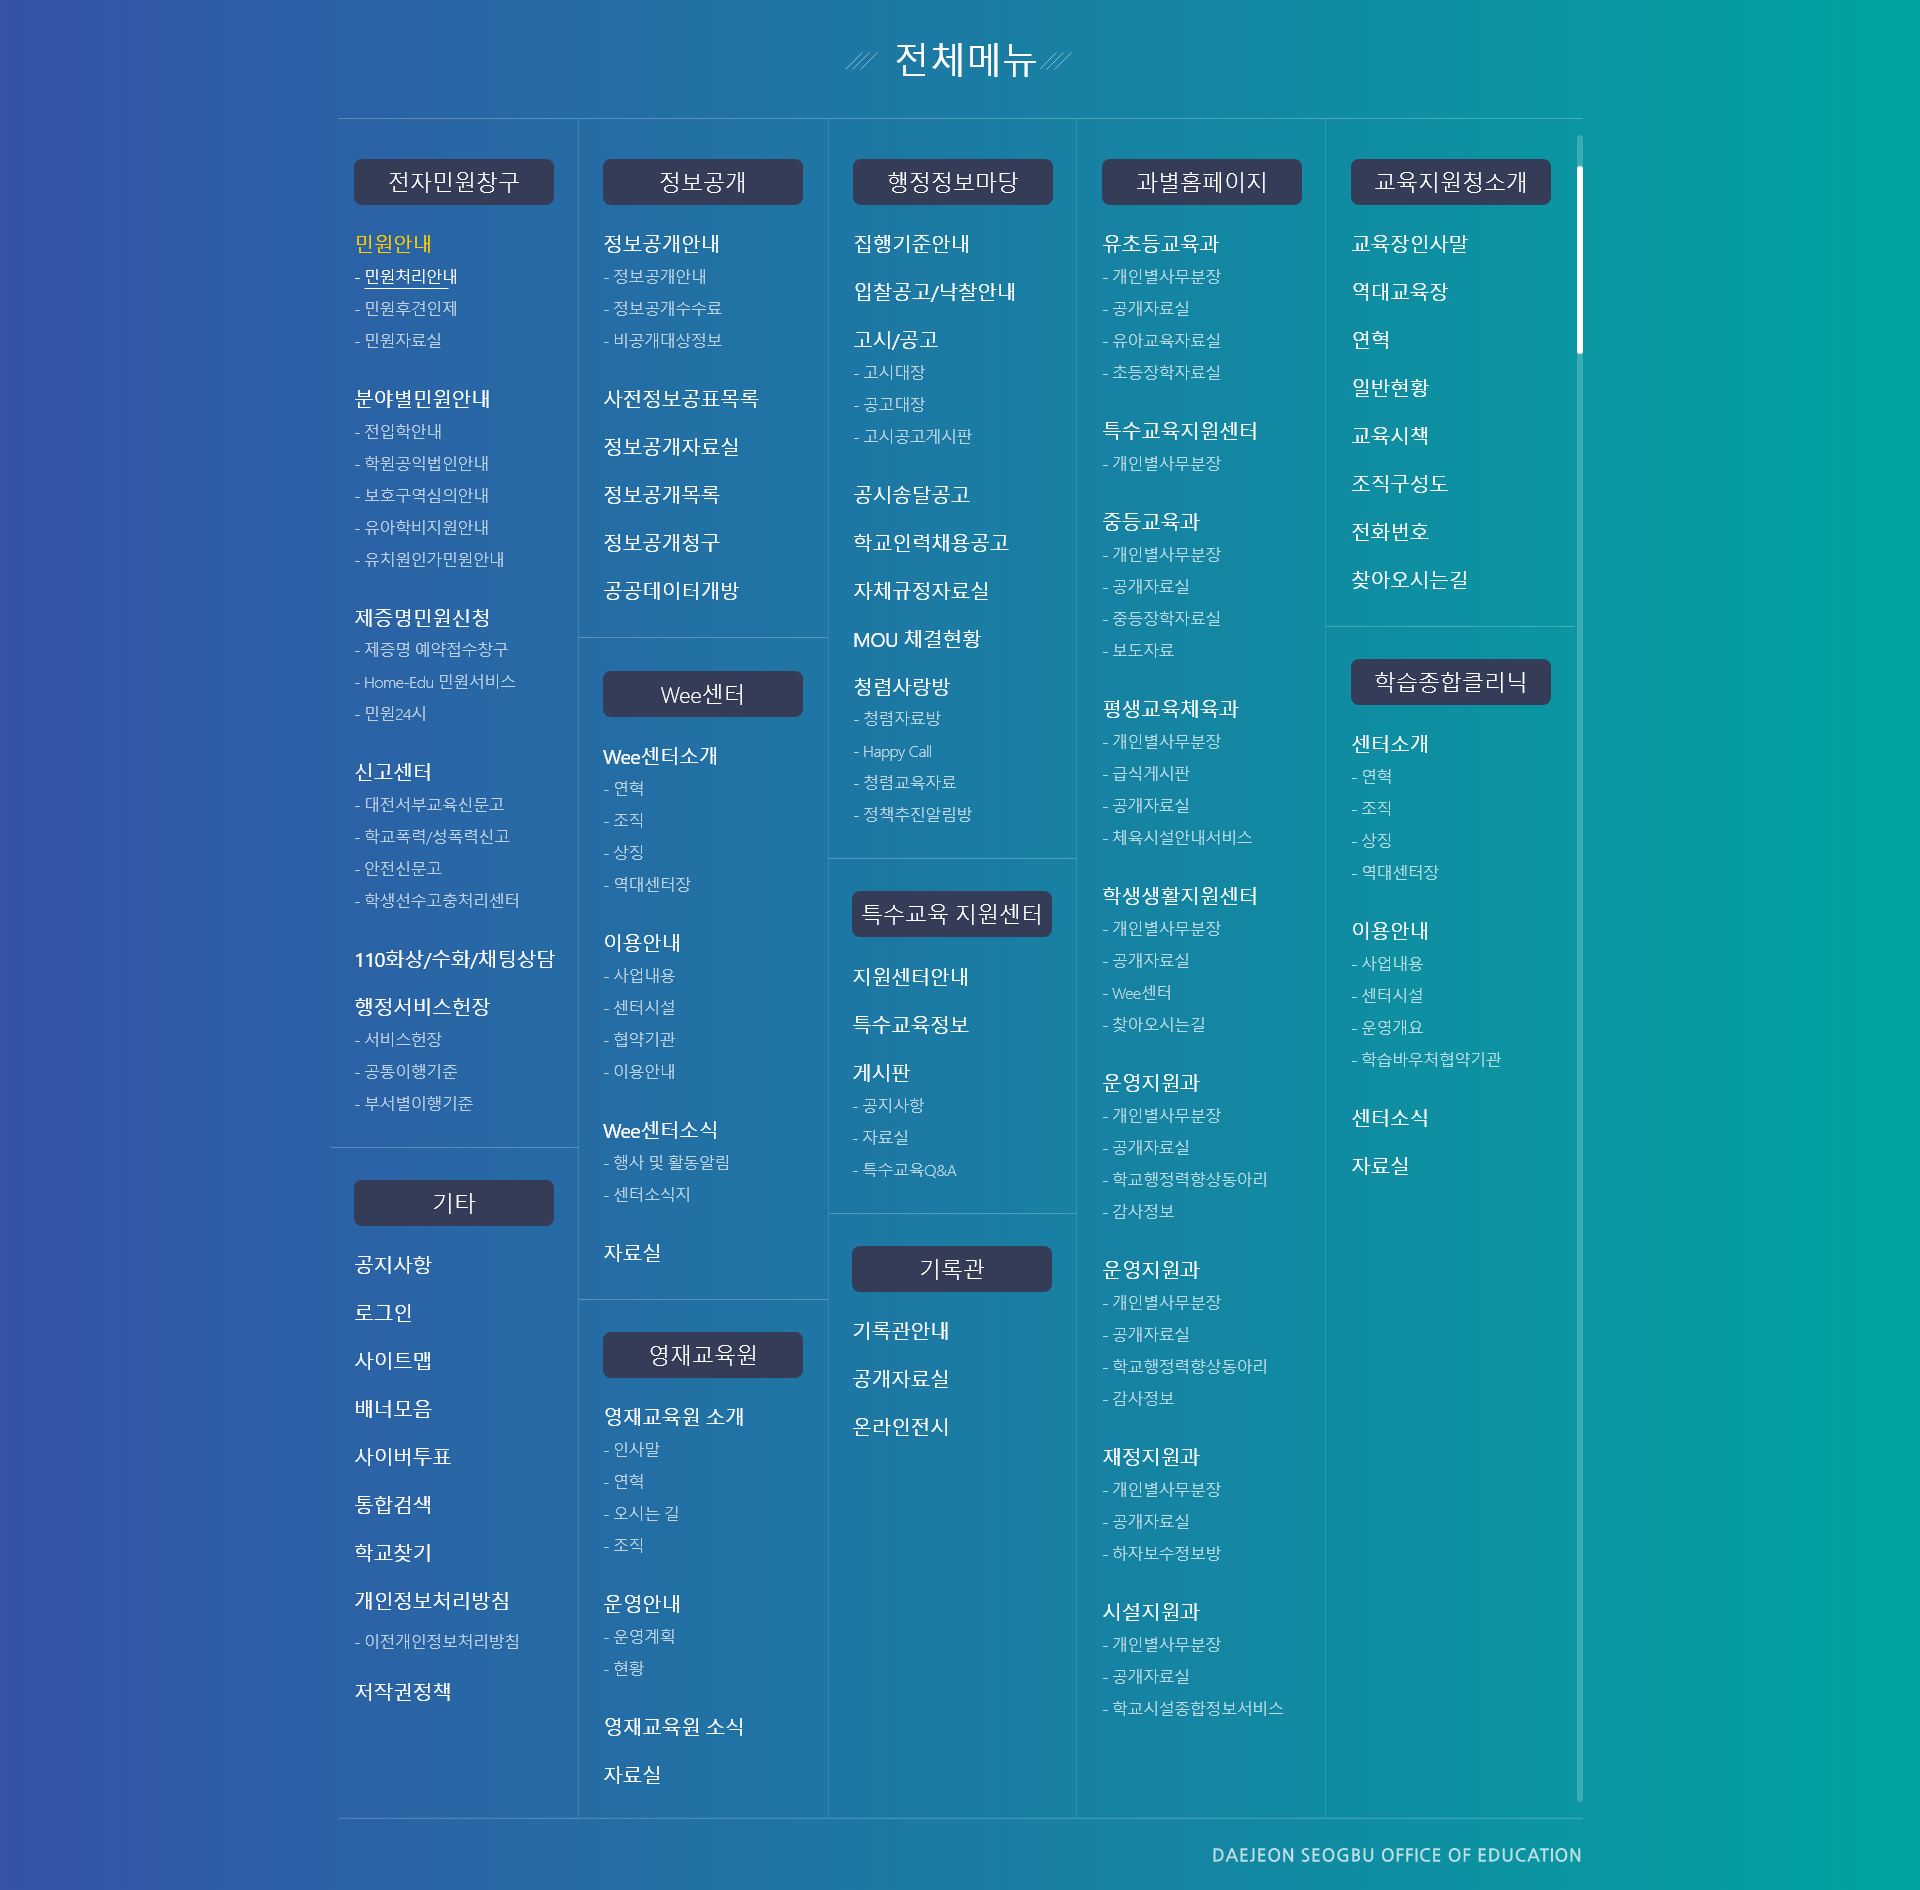 전체메뉴
전자민원창구
민원안내
- 민원처리안내
- 민원후견인제
- 민원자료실
분야별민원안내
- 전입학안내
- 학원공익법인안내
- 보호구역심의안내
- 유아학비지원안내
- 유치원인가민원안내
제증명민원신청
- 제증명 예약접수창구
- Home-Edu 민원서비스
- 민원24시
신고센터
- 대전서부교육신문고
- 학교폭력/성폭력신고
- 안전신문고
- 학생선수고충처리센터
110화상/수화/채팅상담
행정서비스헌장
- 서비스헌장
- 공통이행기준
- 부서별이행기준
기타
공지사항
로그인
사이트맵
배너모음
사이버투표
통합검색
학교찾기
개인정보처리방침
- 이전개인정보처리방침
저작권정책
정보공개
정보공개안내
- 정보공개안내
- 정보공개수수료
- 비공개대상정보
사전정보공표목록
정보공개자료실
정보공개목록
정보공개청구
공공데이터개방
Wee센터
Wee센터소개
- 연혁
- 조직
- 상징
- 역대센터장
이용안내
- 사업내용
- 센터시설
- 협약기관
- 이용안내
Wee센터소식
- 행사 및 활동알림
- 센터소식지
자료실
영재교육원
영재교육원 소개
- 인사말
- 연혁
- 오시는 길
- 조직
운영안내
- 운영계획
- 현황
영재교육원 소식
자료실
행정정보마당
집행기준안내
입찰공고/낙찰안내
고시/공고
- 고시대장
- 공고대장
- 고시공고게시판
공시송달공고
학교인력채용공고
자체규정자료실
MOU 체결현황
청렴사랑방
- 청렴자료방
- Happy Call
- 청렴교육자료
- 정책추진알림방
특수교육 지원센터
지원센터안내
특수교육정보
게시판
- 공지사항
- 자료실
- 특수교육Q&A
기록관
기록관안내
공개자료실
온라인전시
과별홈페이지
유초등교육과
- 개인별사무분장
- 공개자료실
- 유아교육자료실
- 초등장학자료실
특수교육지원센터
- 개인별사무분장
중등교육과
- 개인별사무분장
- 공개자료실
- 중등장학자료실
- 보도자료
평생교육체육과
- 개인별사무분장
- 급식게시판
- 공개자료실
- 체육시설안내서비스
학생생활지원센터
- 개인별사무분장
- 공개자료실
- Wee센터
- 찾아오시는길
운영지원과
- 개인별사무분장
- 공개자료실
- 학교행정력향상동아리
- 감사정보
운영지원과
- 개인별사무분장
- 공개자료실
- 학교행정력향상동아리
- 감사정보
재정지원과
- 개인별사무분장
- 공개자료실
- 하자보수정보방
시설지원과
- 개인별사무분장
- 공개자료실
- 학교시설종합정보서비스
교육지원청소개
교육장인사말
역대교육장
연혁
일반현황
교육시책
조직구성도
전화번호
찾아오시는길
학습종합클리닉
센터소개
- 연혁
- 조직
- 상징
- 역대센터장
이용안내
- 사업내용
- 센터시설
- 운영개요
- 학습바우처협약기관
센터소식
자료실
DAEJEON SEOGBU OFFICE OF EDUCATION